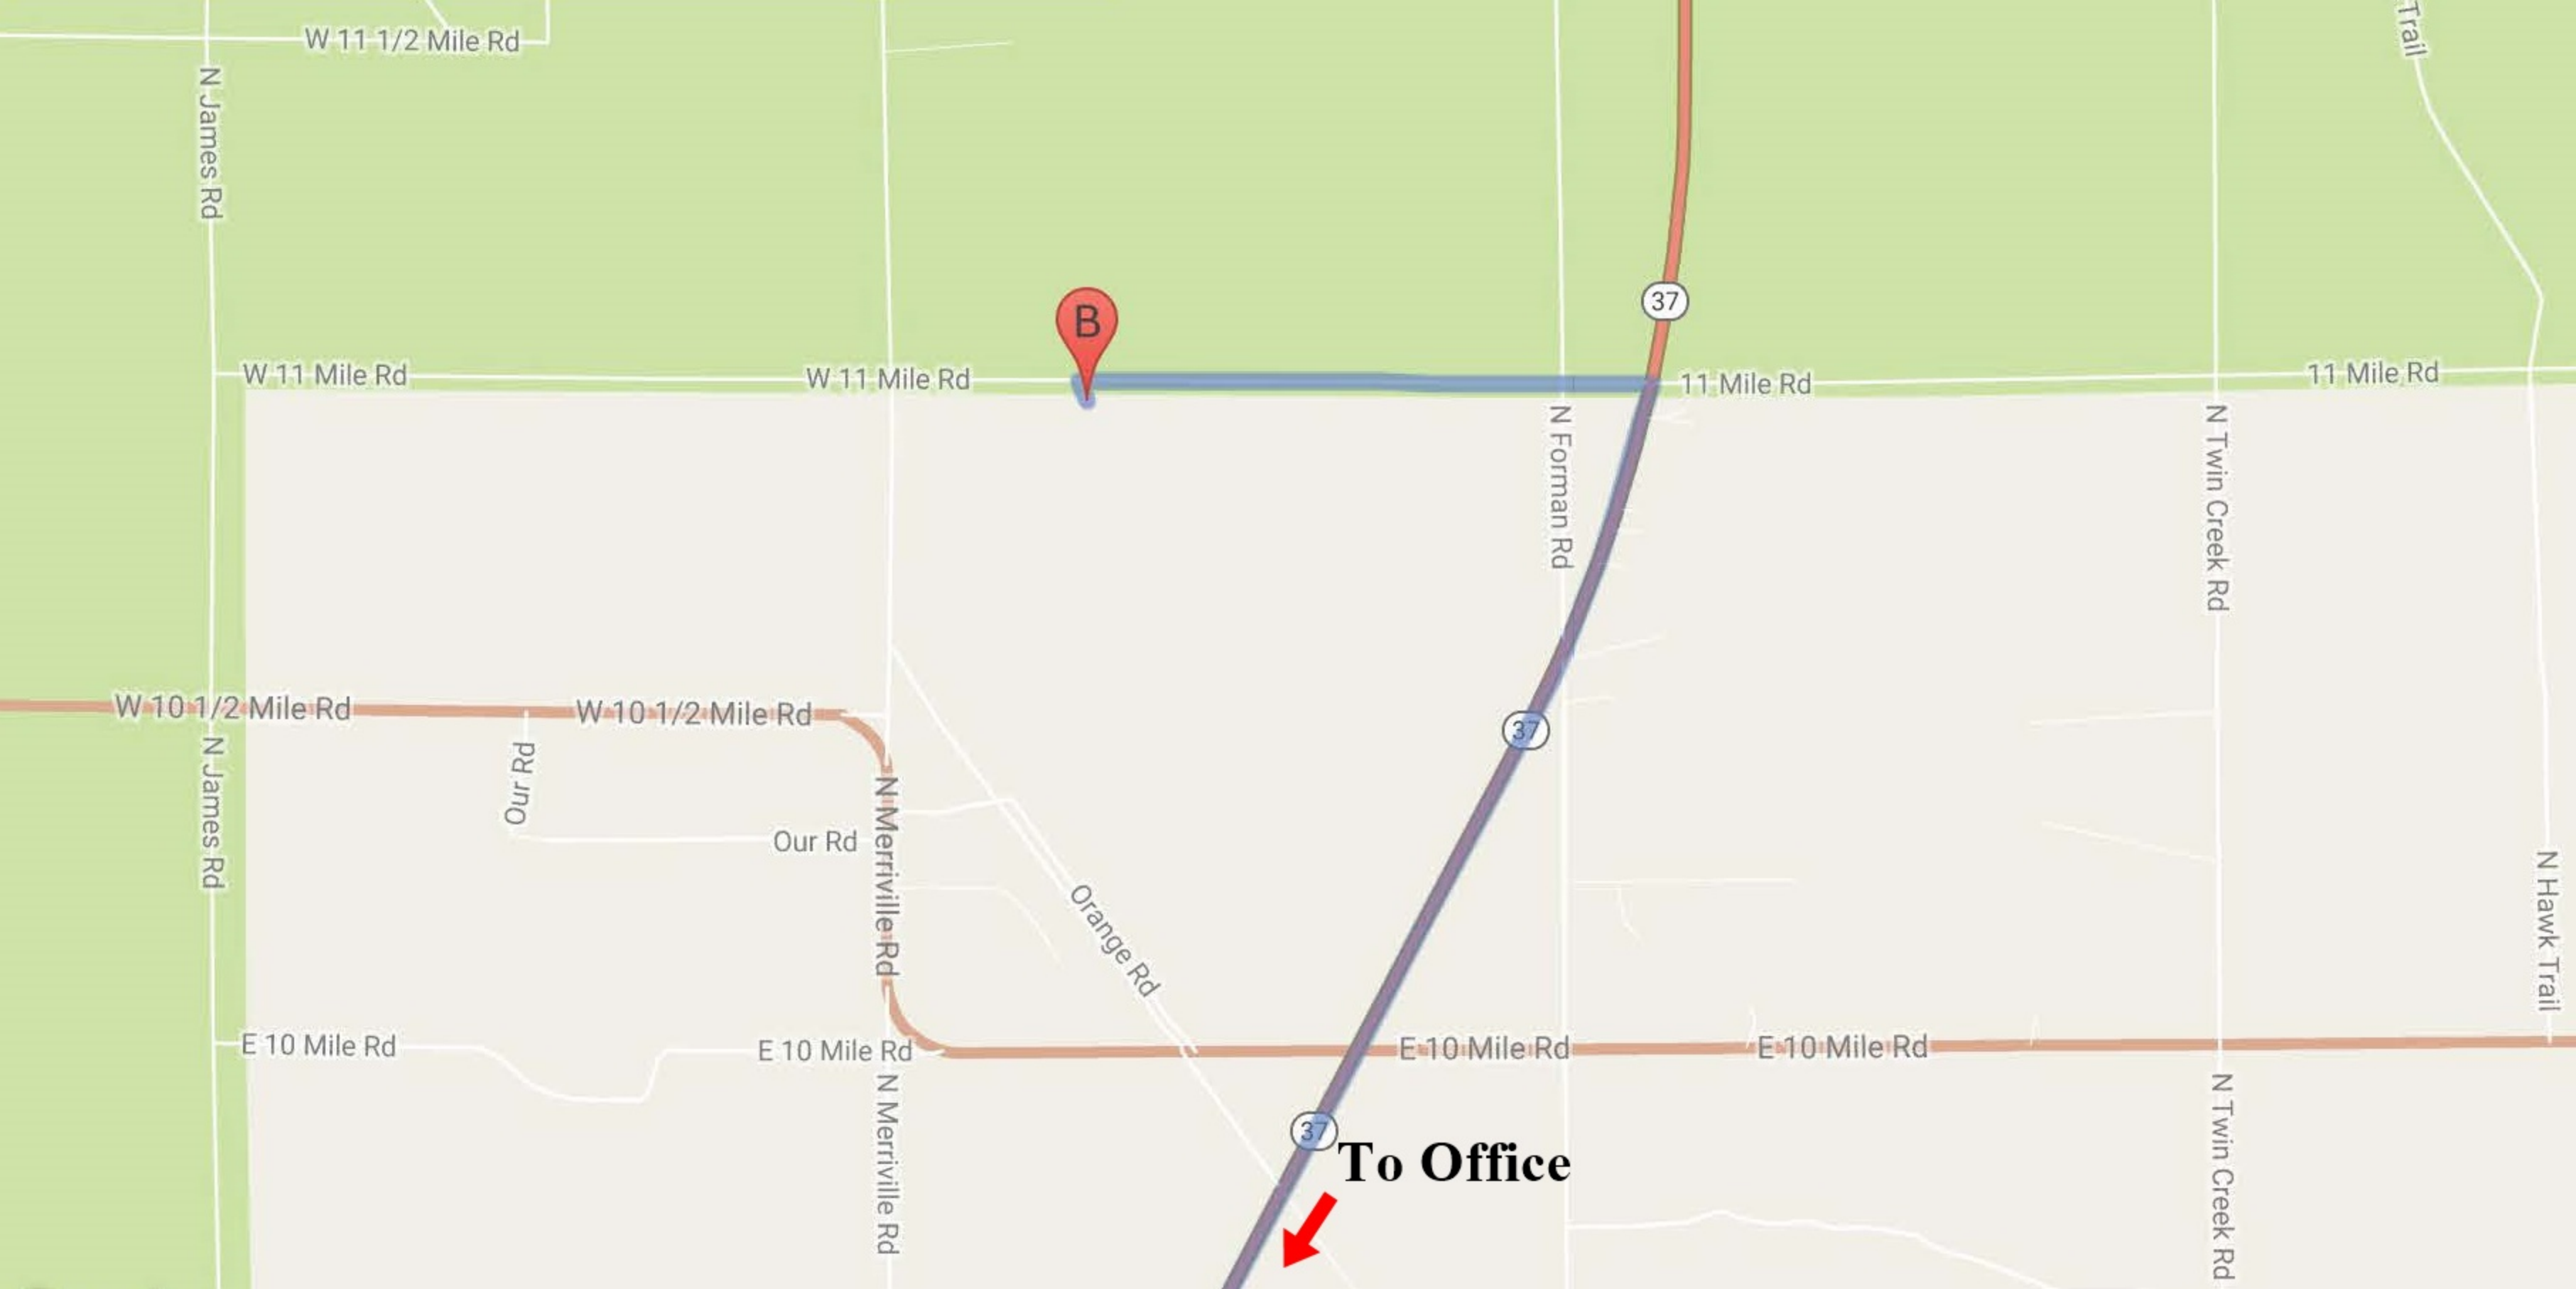 Trail
W 11 1/2 Mile Rd
N James Rd
37
B
W 11 Mile Rd
W 11 Mile Rd
11 Mile Rd
11 Mile Rd
N Forman Rd
N Twin Creek Rd
W 10 1/2 Mile Rd
W 10 1/2 Mile Rd
37
N James Rd
Our Rd
Our Rd
N Merriville Rd
Orange Rd
N Hawk Trail
E 10 Mile Rd
E 10 Mile Rd
E 10 Mile Rd
E 10 Mile Rd
N Merriville Rd
37
To Office
N Twin Creek Rd